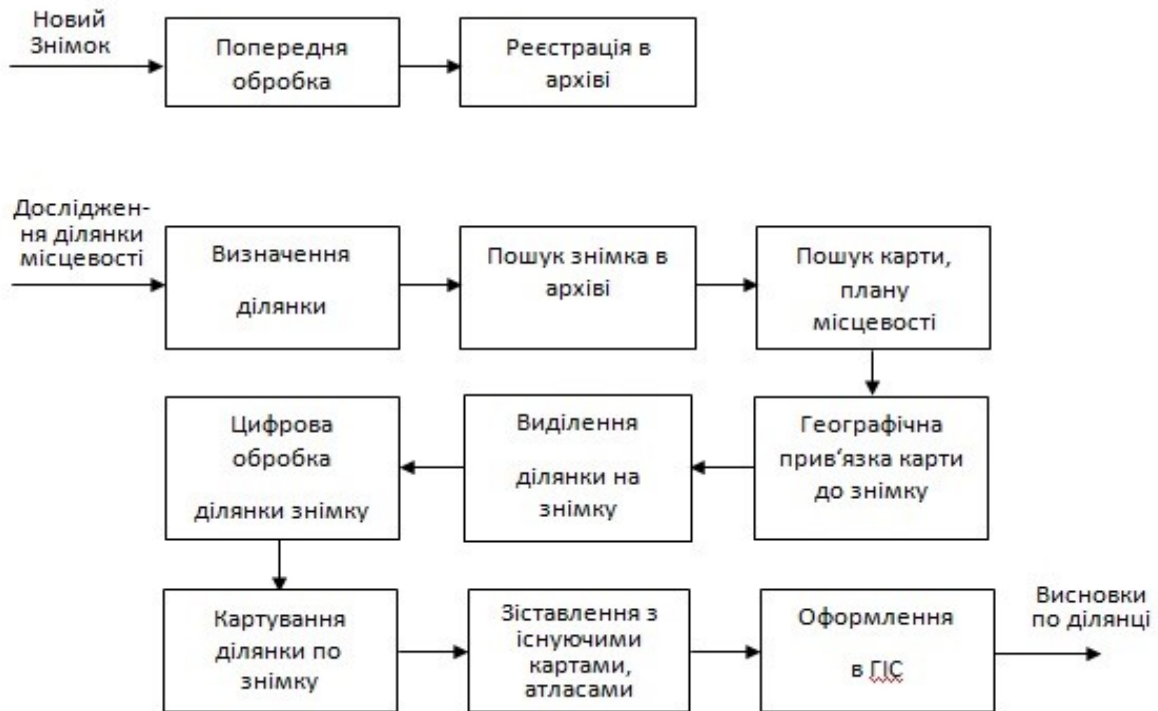 Новий
Знімок
Попередня
обробка
Реєстрація в
архіві
Досліджен-
ня ділянки
місцевості
Визначення
ділянки
Пошук знімка в
архіві
Пошук карти,
плану
місцевості
Цифрова
обробка
ділянки знімку
Виділення
ділянки на
знімку
Географічна
прив’язка карти
до знімку
Картування
ділянки по
знімку
Зіставлення з
існуючими
картами,
атласами
Оформлення
в ГІС
Висновки
по ділянці